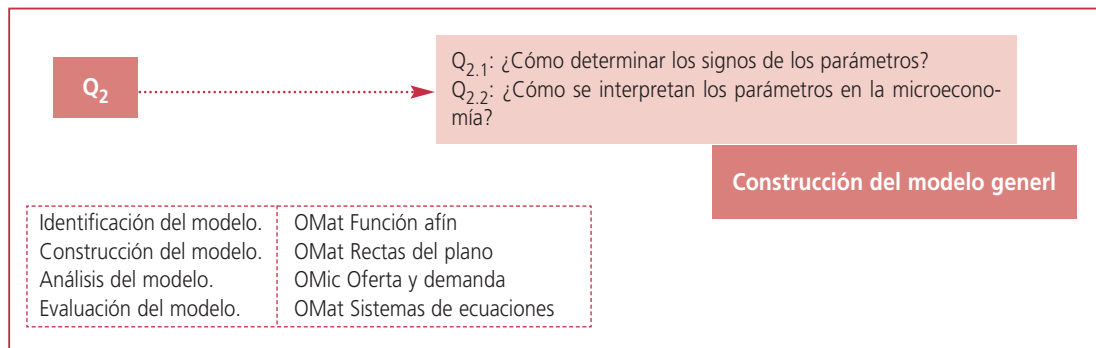 Q2
Q2.1: ¿Cómo determinar los signos de los parámetros?
Q2.2: ¿Cómo se interpretan los parámetros en la microecono-
mía?
Construcción del modelo generl
Identificación del modelo. OMat Función afín
Construcción del modelo. OMat Rectas del plano
Análisis del modelo. OMic Oferta y demanda
Evaluación del modelo. OMat Sistemas de ecuaciones